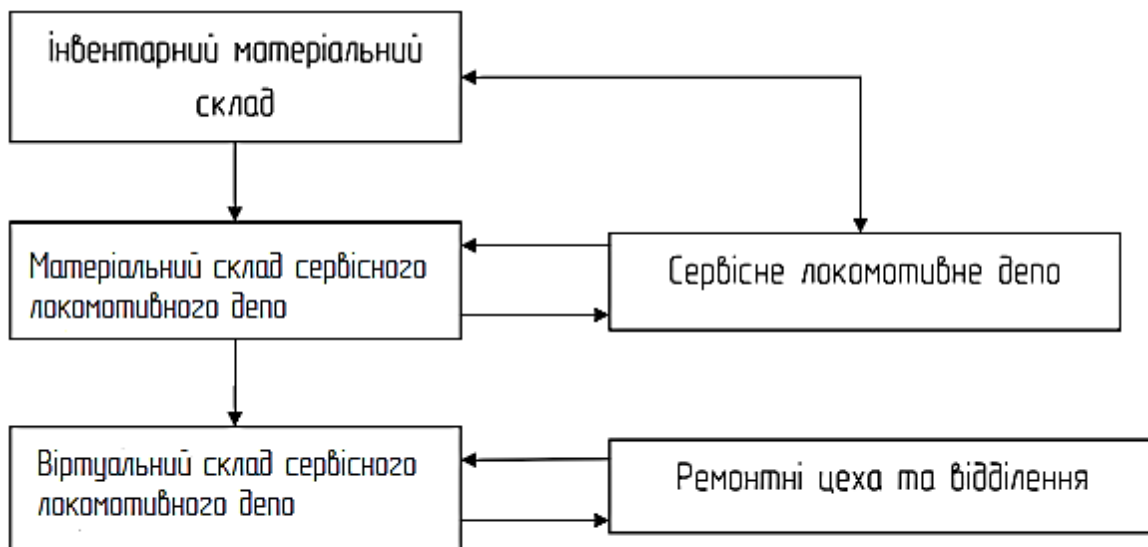 Інвентарний матеріальний
склад
Матеріальний склад сервісного
локомотивного депо
Сервісне локомотивне депо
Віртуальний склад сервісного
локомотивного депо
Ремонтні цеха та відділення